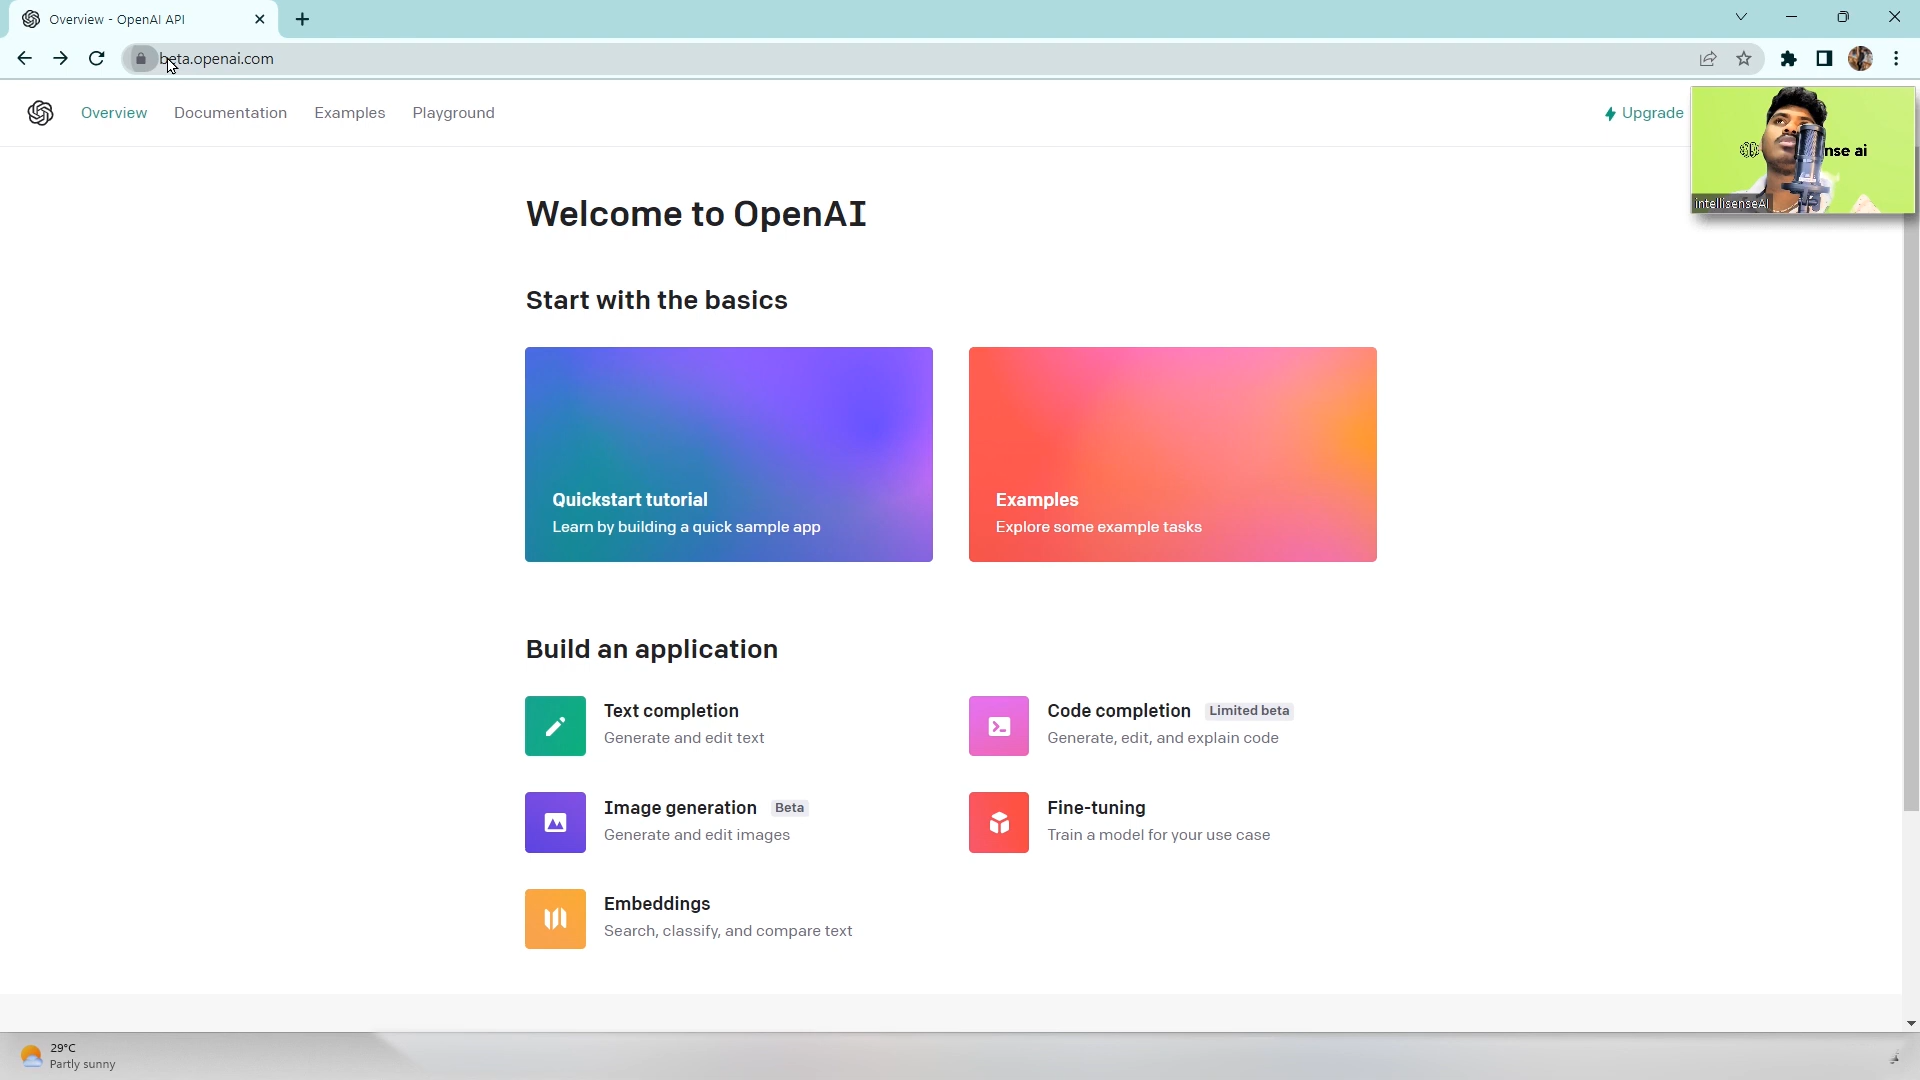 Overview - OpenAI API
beta.openai.com
Overview Documentation Examples Playground
Upgrade
nse ai
intellisenseAI
Welcome to OpenAI
Start with the basics
Quickstart tutorial
Learn by building a quick sample app
Examples
Explore some example tasks
Build an application
Text completion
Generate and edit text
Code completion Limited beta
Generate, edit, and explain code
Image generation Beta
Generate and edit images
Fine-tuning
Train a model for your use case
Embeddings
Search, classify, and compare text
29°C
Partly sunny